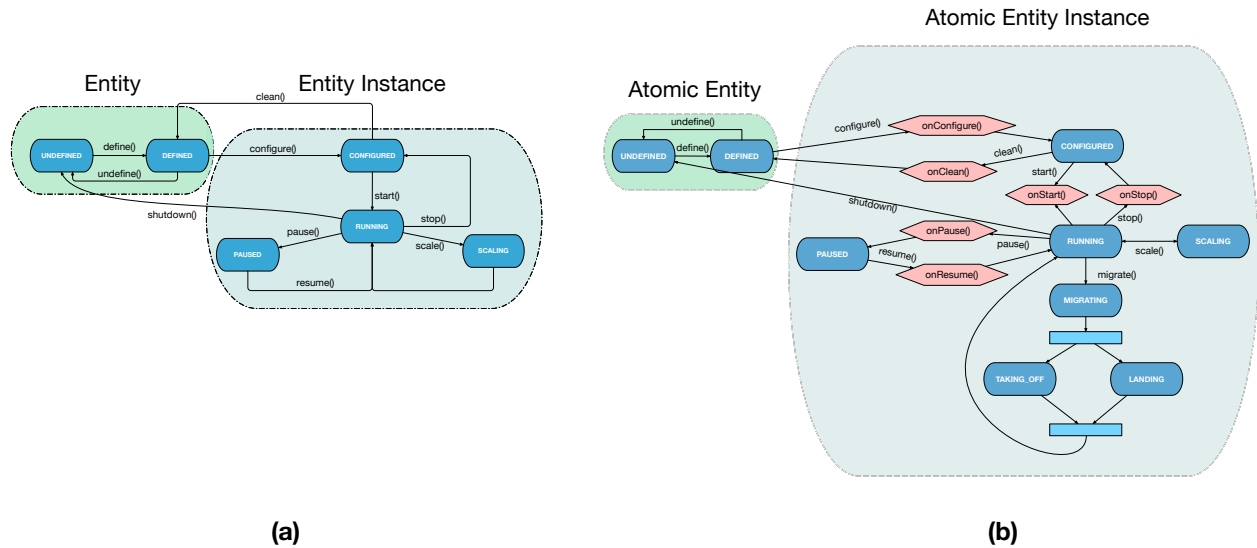 Entity
Entity Instance
clean()
UNDEFINED
define()
DEFINED
configure()
CONFIGURED
undefine()
start()
shutdown()
stop()
RUNNING
pause()
scale()
PAUSED
SCALING
resume()
(a)
Atomic Entity Instance
Atomic Entity
undefine()
configure()
onConfigure()
UNDEFINED
define()
DEFINED
clean()
CONFIGURED
onClean()
start()
onStart()
onStop()
shutdown()
stop()
onPause()
RUNNING
SCALING
PAUSED
resume()
pause()
scale()
onResume()
migrate()
MIGRATING
TAKING_OFF
LANDING
(b)